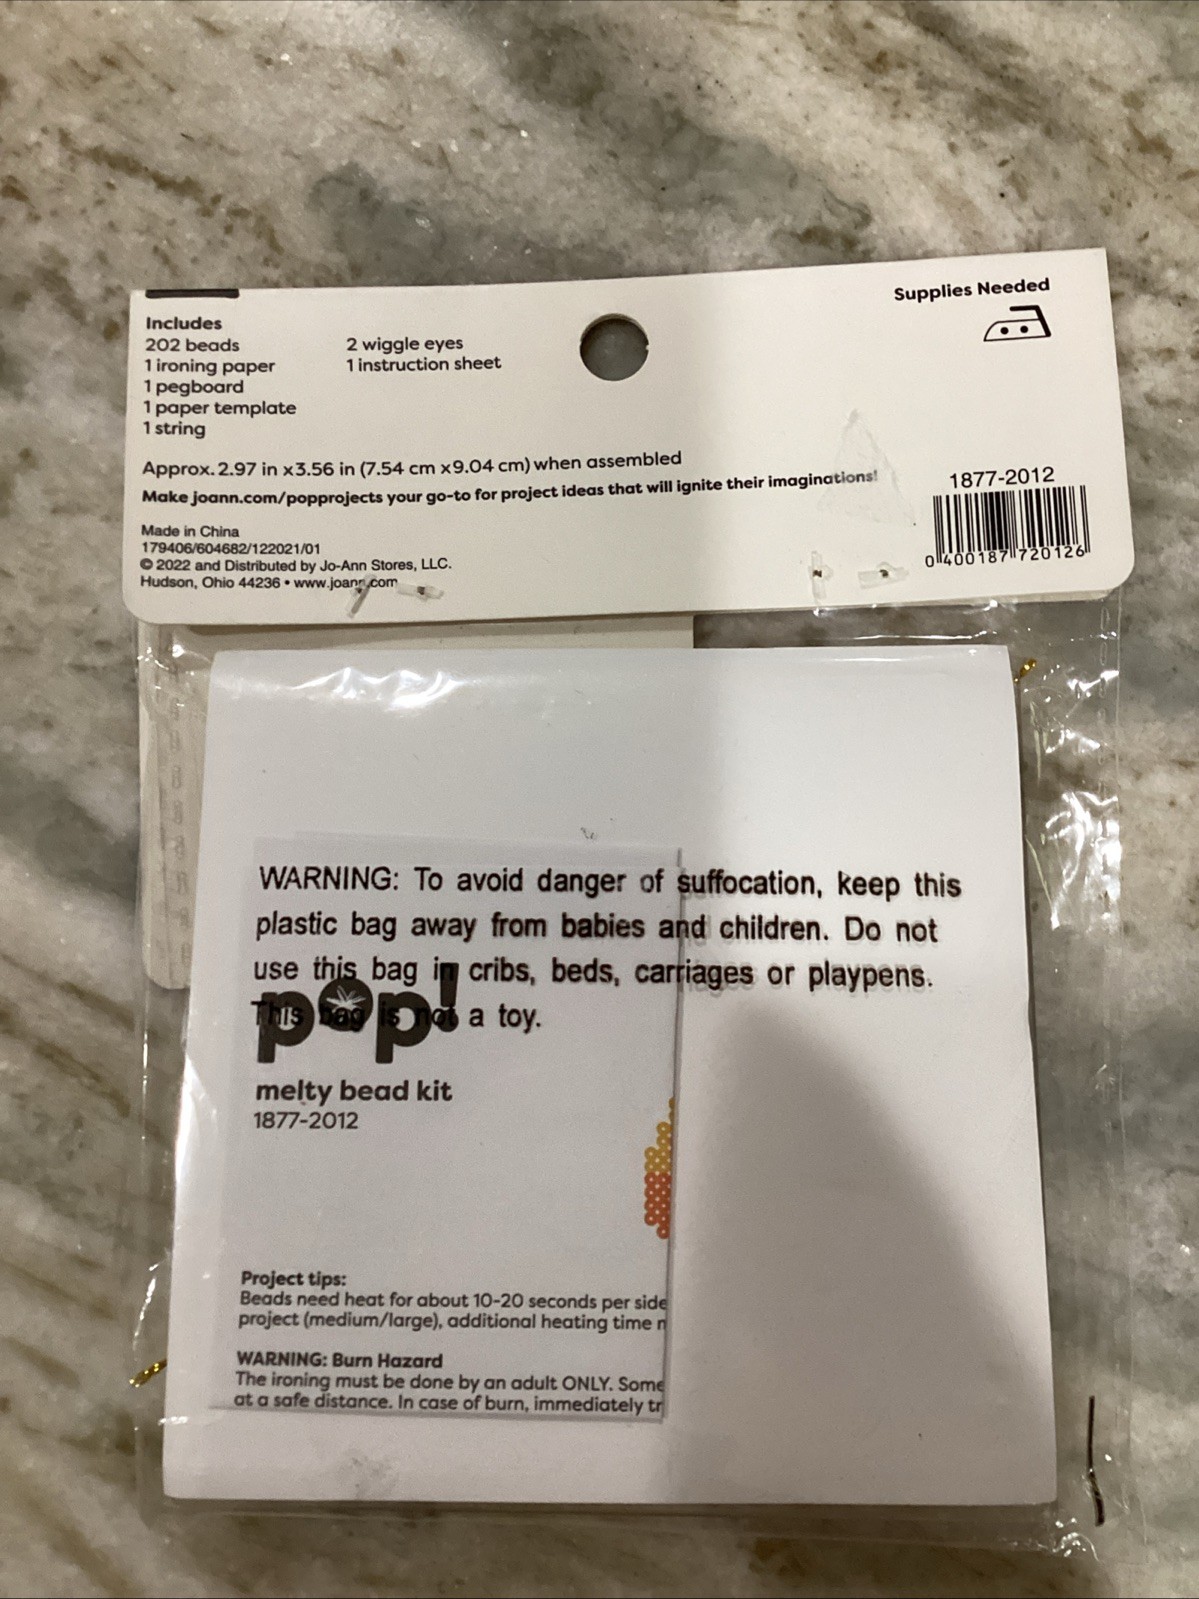 Supplies Needed
Includes
202 beads
1 ironing paper
1 pegboard
1 paper template
1 string
2 wiggle eyes
1 instruction sheet
Approx. 2.97 in x 3.56 in (7.54 cm x 9.04 cm) when assembled
Make joann.com/popprojects your go-to for project ideas that will ignite their imaginations!
Made in China
179406/604682/122021/01
© 2022 and Distributed by Jo-Ann Stores, LLC.
Hudson, Ohio 44236 • www.joann.com
1877-2012
0 400187 720126
WARNING: To avoid danger of suffocation, keep this
plastic bag away from babies and children. Do not
use this bag in cribs, beds, carriages or playpens.
This bag is not a toy.
pop!
melty bead kit
1877-2012
Project tips:
Beads need heat for about 10-20 seconds per side
project (medium/large), additional heating time
WARNING: Burn Hazard
The ironing must be done by an adult ONLY. Some
at a safe distance. In case of burn, immediately